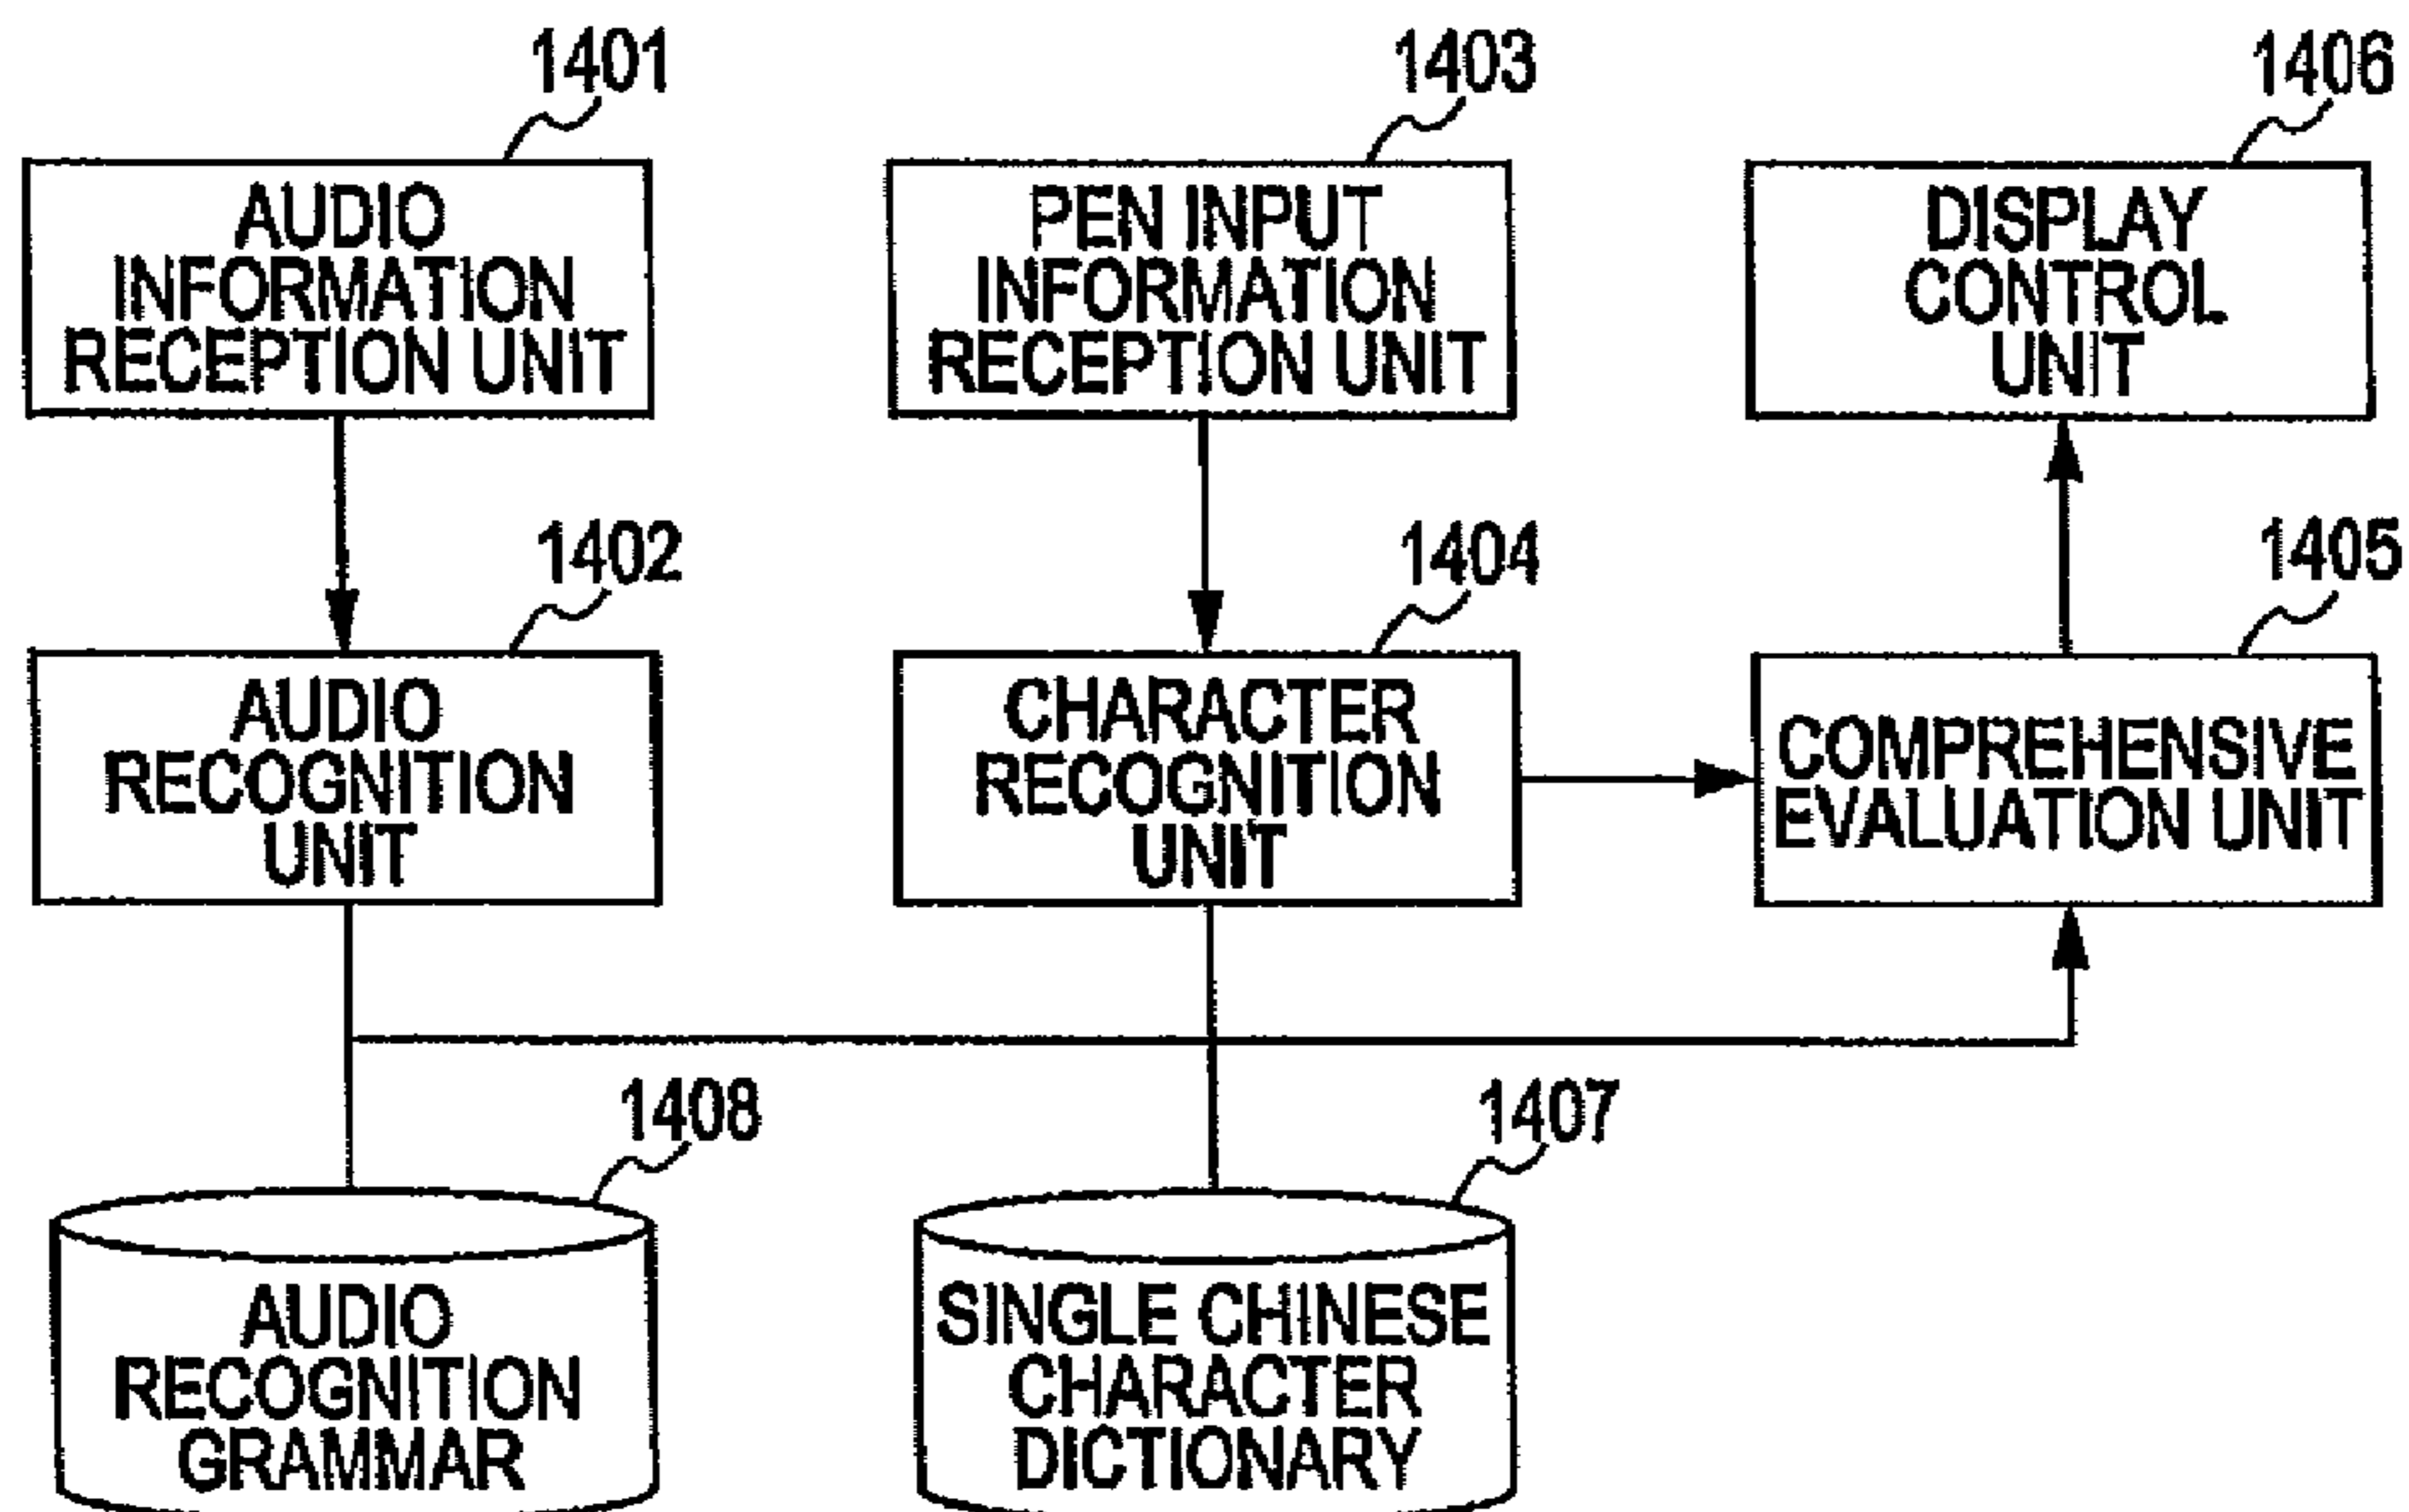 1401
AUDIO
INFORMATION
RECEPTION UNIT
1403
PEN INPUT
INFORMATION
RECEPTION UNIT
1406
DISPLAY
CONTROL
UNIT
1402
AUDIO
RECOGNITION
UNIT
1404
CHARACTER
RECOGNITION
UNIT
1405
COMPREHENSIVE
EVALUATION UNIT
1408
AUDIO
RECOGNITION
GRAMMAR
1407
SINGLE CHINESE
CHARACTER
DICTIONARY